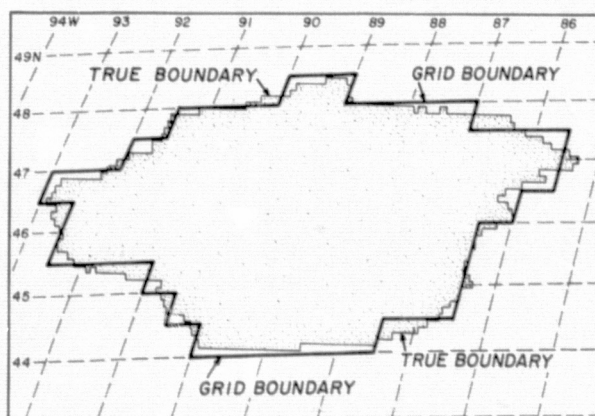 94W 93 92 91 90 89 88 87 86
49N
TRUE BOUNDARY
GRID BOUNDARY
48
47
46
45
44
TRUE BOUNDARY
GRID BOUNDARY